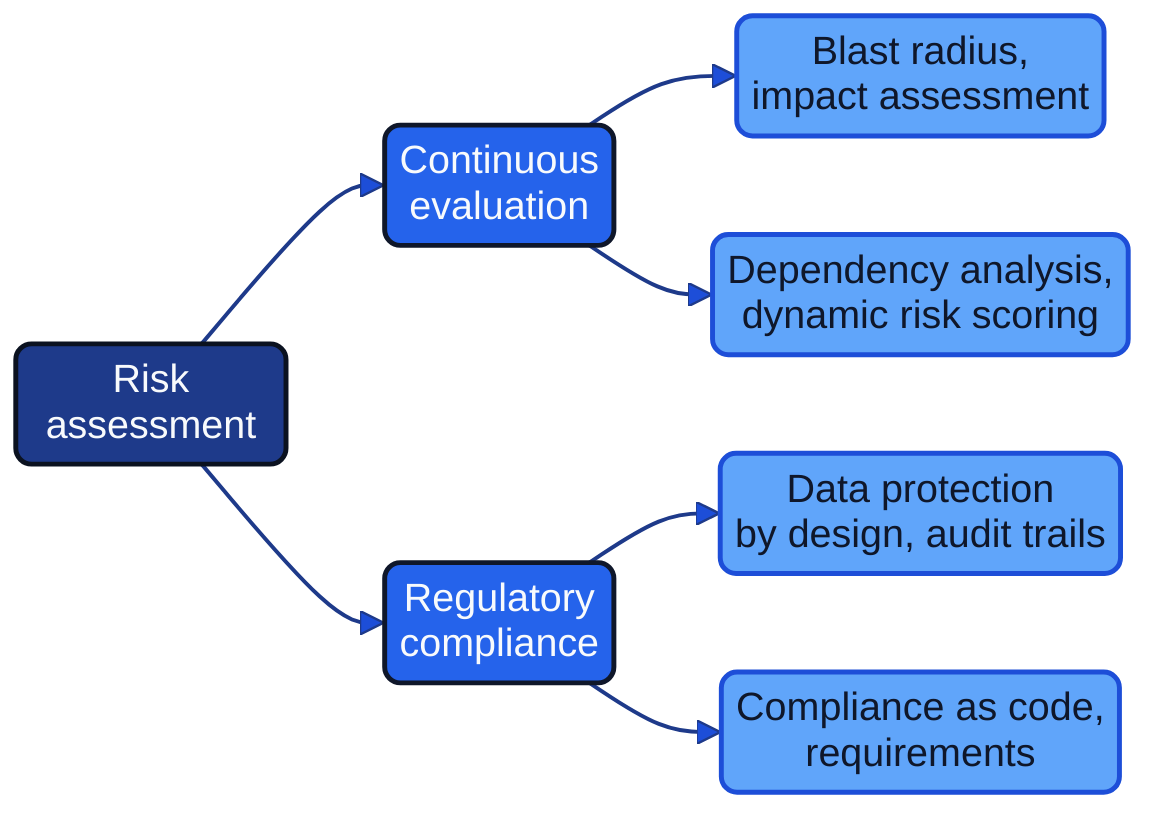 Risk
assessment
Continuous
evaluation
Blast radius,
impact assessment
Dependency analysis,
dynamic risk scoring
Regulatory
compliance
Data protection
by design, audit trails
Compliance as code,
requirements